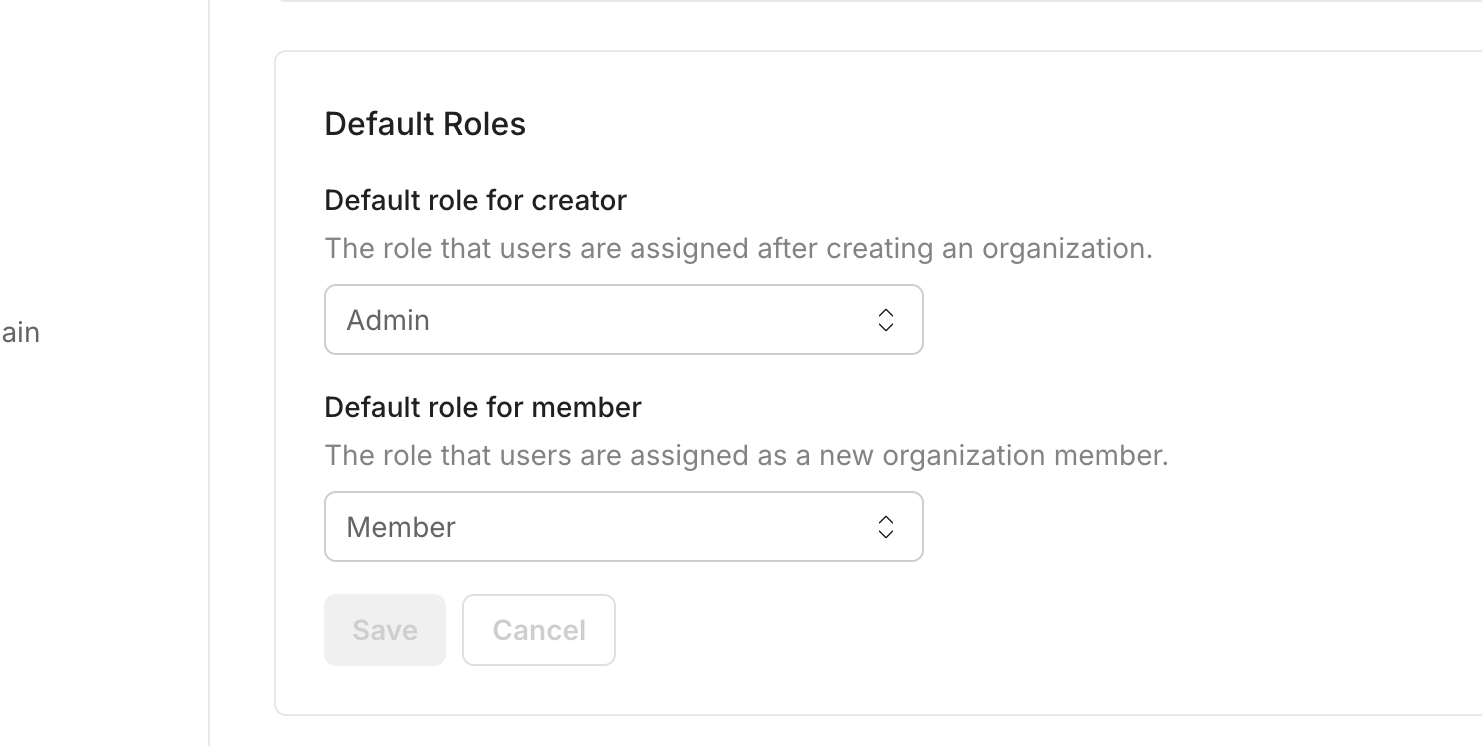 Default Roles
Default role for creator
The role that users are assigned after creating an organization.
Admin
ain
Default role for member
The role that users are assigned as a new organization member.
Member
Save
Cancel